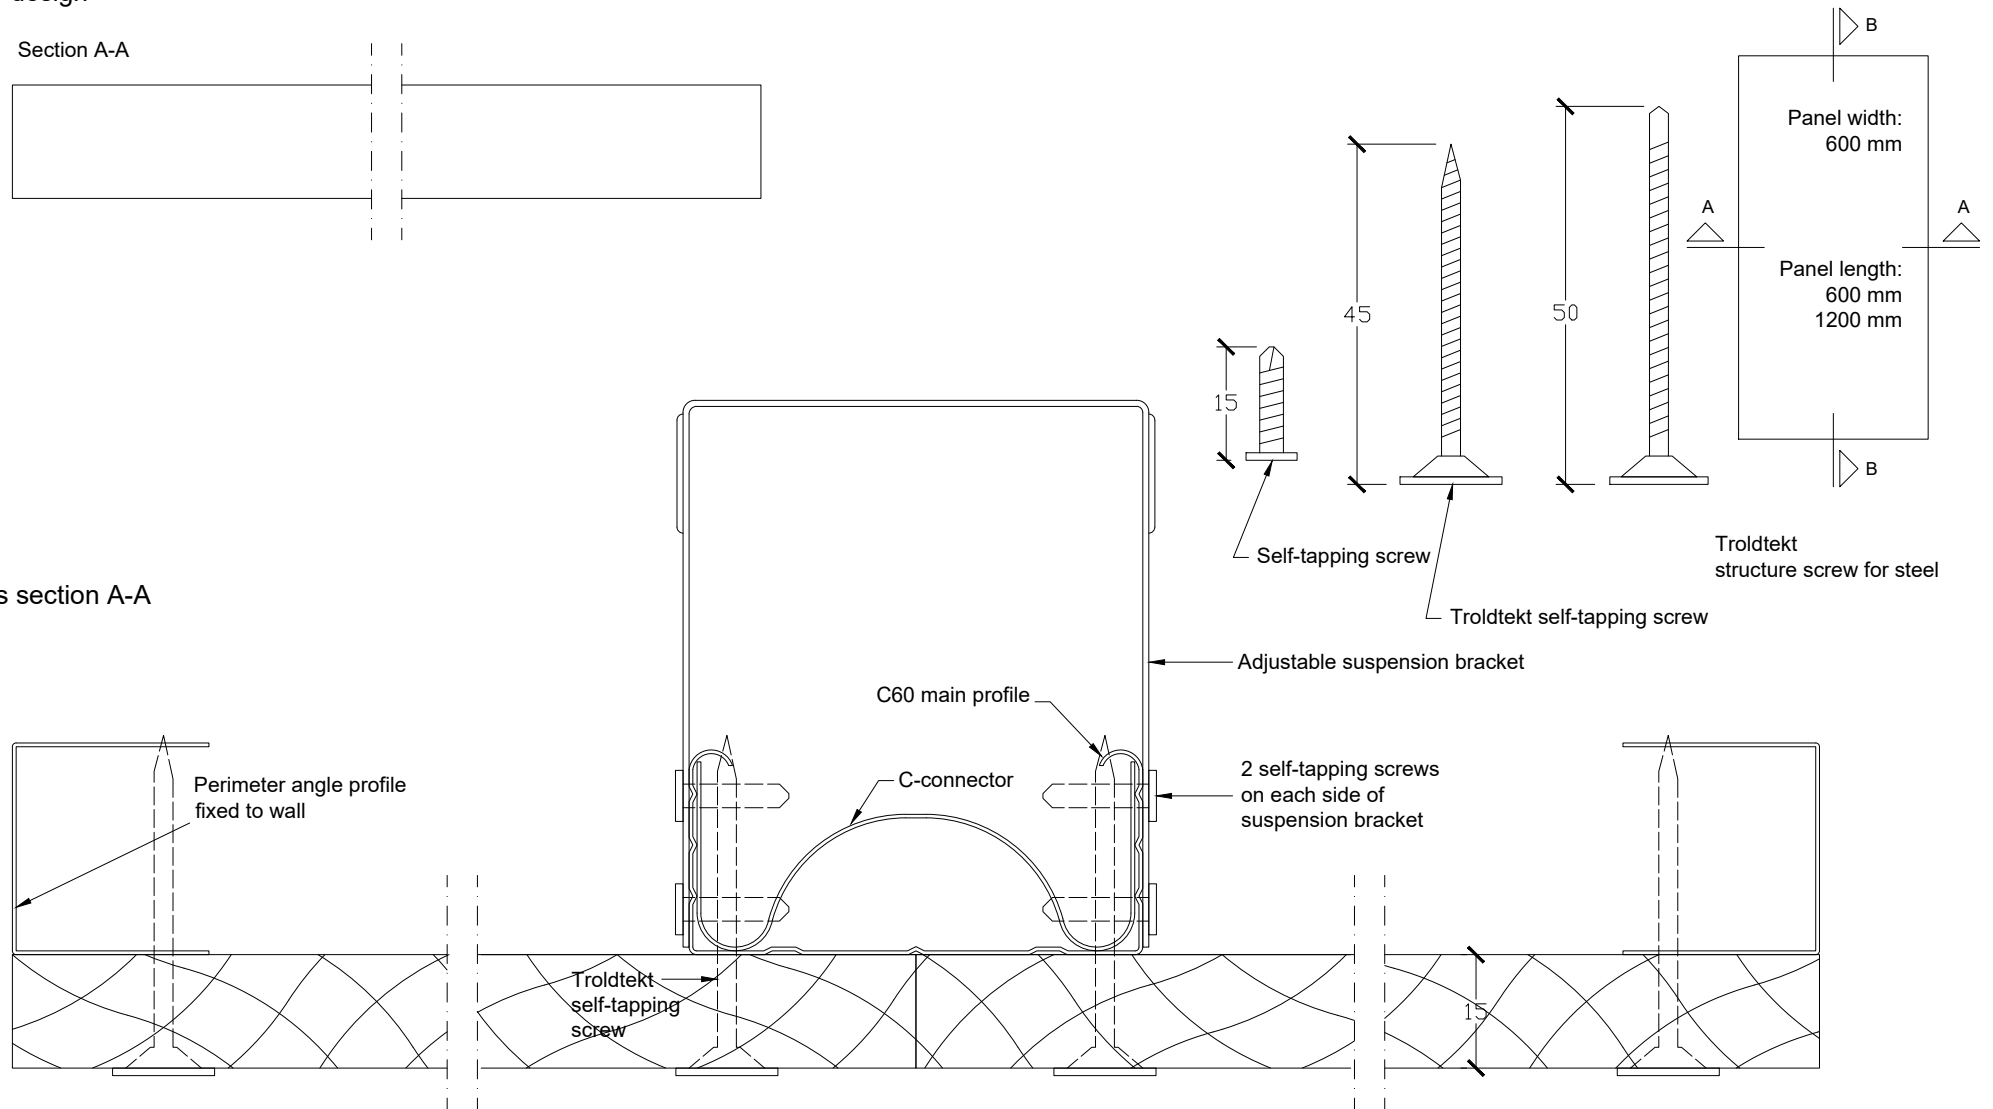 Section A-A
B
Panel width:
600 mm
A
A
Panel length:
600 mm
1200 mm
45
50
15
B
Self-tapping screw
Troldtekt
structure screw for steel
s section A-A
Troldtekt self-tapping screw
Adjustable suspension bracket
C60 main profile
Perimeter angle profile
fixed to wall
C-connector
2 self-tapping screws
on each side of
suspension bracket
Troldtekt
self-tapping
screw
15